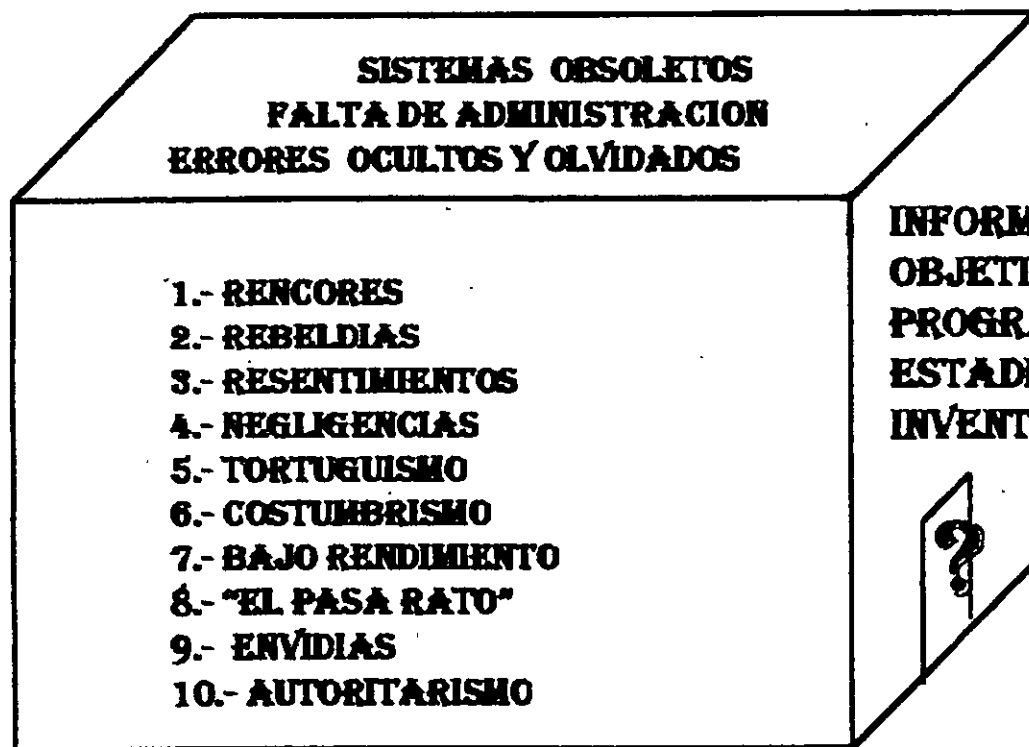 SISTEMAS OBSOLETOS
FALTA DE ADMINISTRACION
ERRORES OCULTOS Y OLVIDADOS
1.- RENCORES
2.- REBELDIAS
3.- RESENTIMIENTOS
4.- NEGLIGENCIAS
5.- TORTUGUISMO
6.- COSTUMBRISMO
7.- BAJO RENDIMIENTO
8.- "EL PASA RATO"
9.- ENVIDIAS
10.- AUTORITARISMO
?